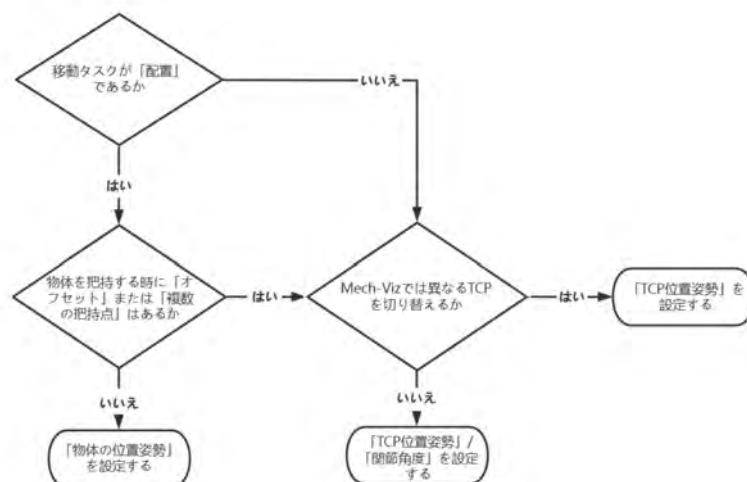 移動タスクが「配置」
であるか
いいえ
はい
物体を把持する時に「オ
フセット」または「複数
の把持点」はあるか
はい
Mech-Vizでは異なるTCP
を切り替えるか
はい
「TCP位置姿勢」を
設定する
いいえ
「物体の位置姿勢」
を設定する
いいえ
「TCP位置姿勢」/
「関節角度」を設定
する